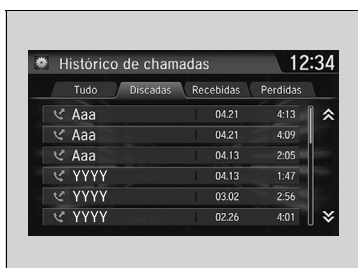 Histórico de chamadas 12:34
Tudo Discadas Recebidas Perdidas
Aaa 04.21 4:13
Aaa 04.21 4:09
Aaa 04.13 2:05
YYYY 04.13 1:47
YYYY 03.02 2:56
YYYY 02.26 4:01